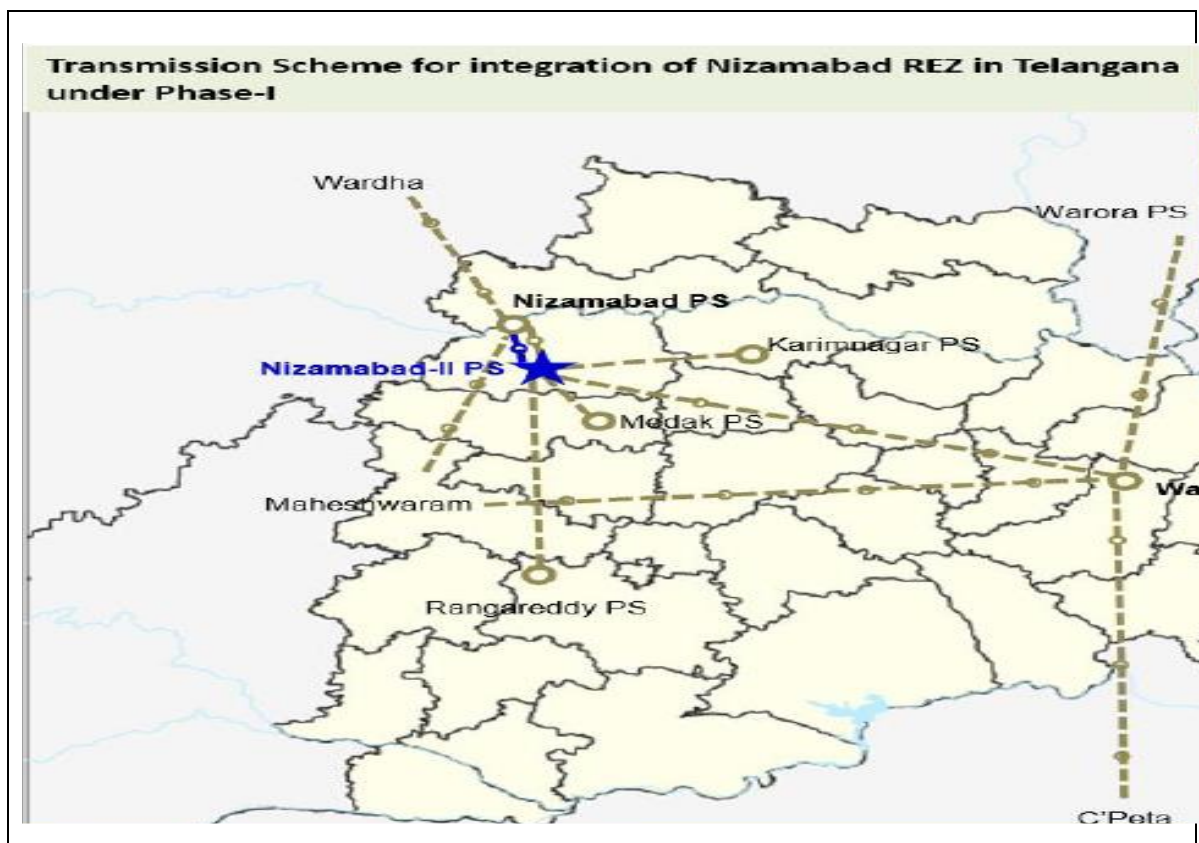 Transmission Scheme for integration of Nizamabad REZ in Telangana
under Phase-I
Wardha
Warora PS
Nizamabad PS
Karimnagar PS
Nizamabad-II PS
Medak PS
Wa
Maheshwaram
Rangareddy PS
C'Peta